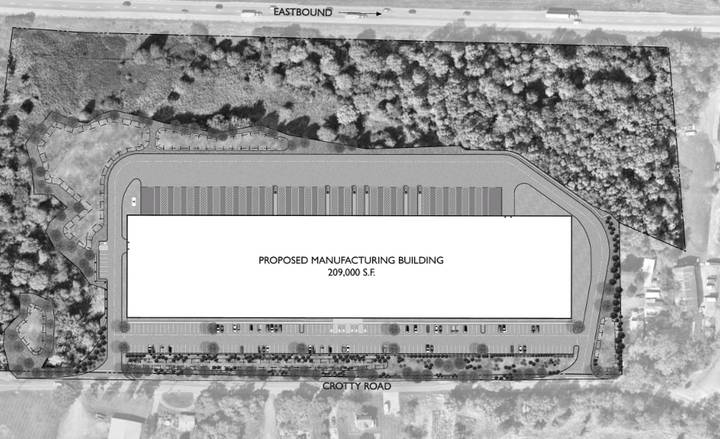 EASTBOUND
PROPOSED MANUFACTURING BUILDING
209,000 S.F.
CROTTY ROAD